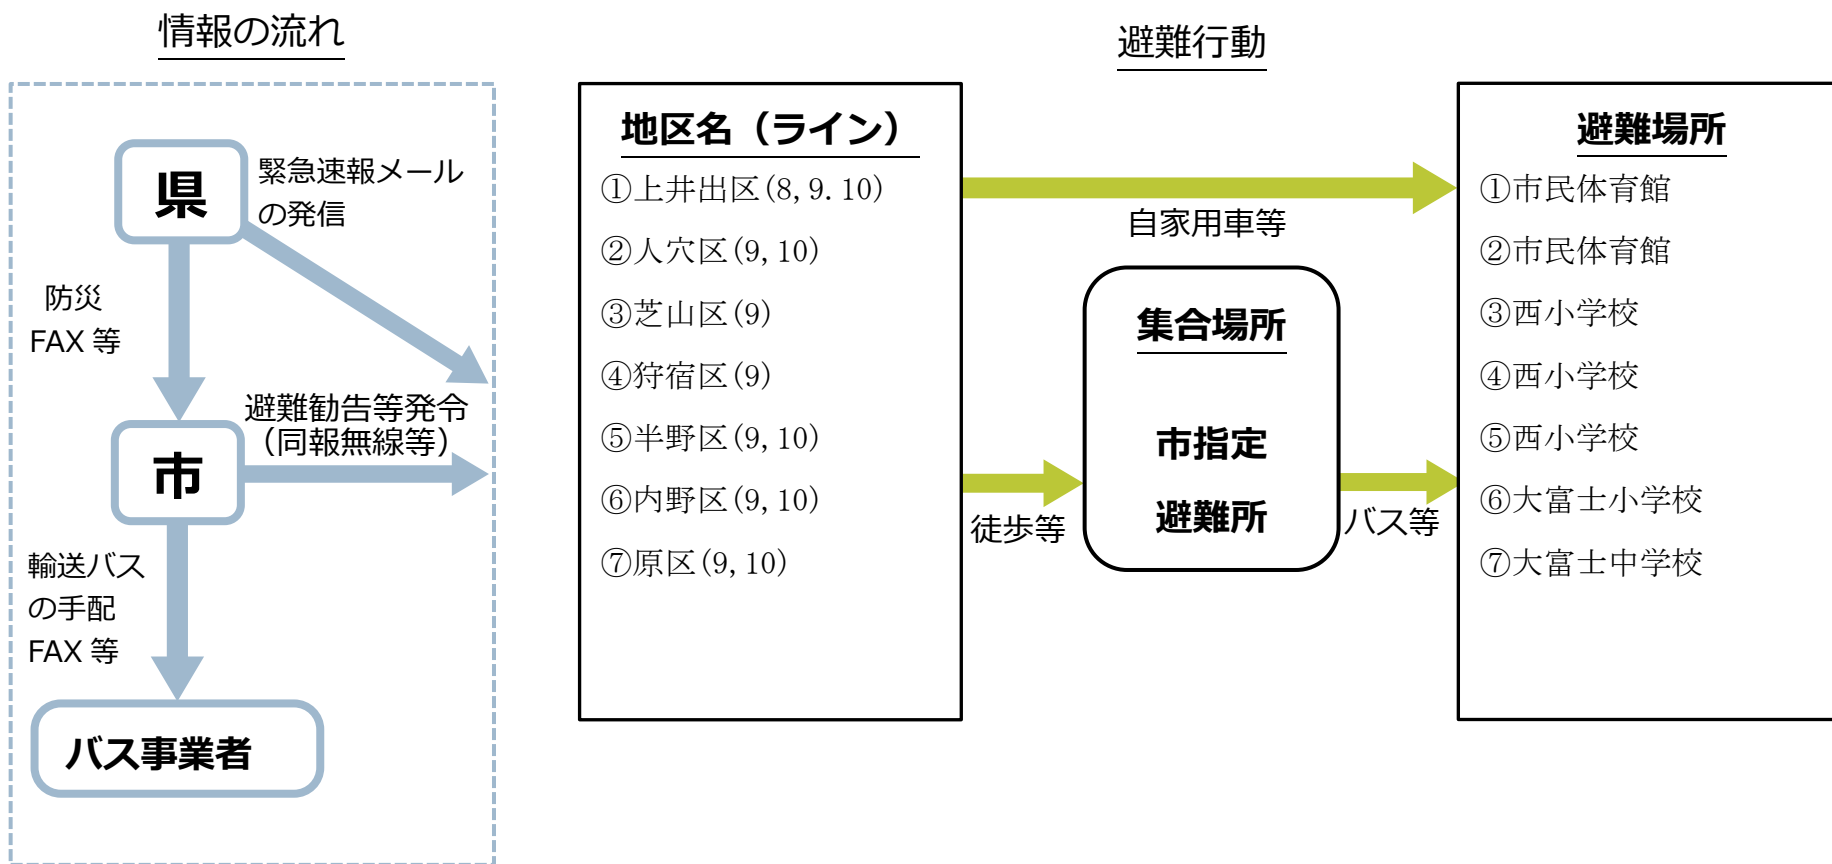 情報の流れ
県
緊急速報メール
の発信
防災
FAX 等
市
避難勧告等発令
（同報無線等）
輸送バス
の手配
FAX 等
バス事業者
避難行動
地区名（ライン）
①上井出区(8,9.10)
②人穴区(9,10)
③芝山区(9)
④狩宿区(9)
⑤半野区(9,10)
⑥内野区(9,10)
⑦原区(9,10)
自家用車等
徒歩等
集合場所
市指定
避難所
バス等
避難場所
①市民体育館
②市民体育館
③西小学校
④西小学校
⑤西小学校
⑥大富士小学校
⑦大富士中学校